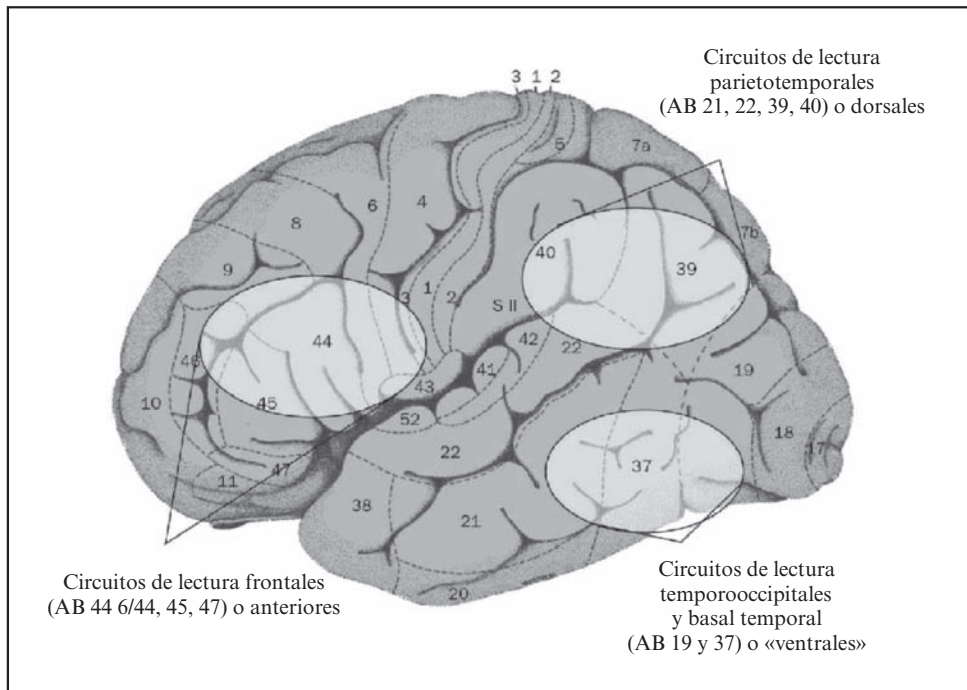 Circuitos de lectura
parietotemporales
(AB 21, 22, 39, 40) o dorsales
3 1 2
5
7a
6
4
8
7b
9
40
39
3
1
2
S II
44
42
22
46
41
19
43
10
45
52
18
17
22
37
47
11
38
21
20
Circuitos de lectura frontales
(AB 44 6/44, 45, 47) o anteriores
Circuitos de lectura
temporooccipitales
y basal temporal
(AB 19 y 37) o «ventrales»